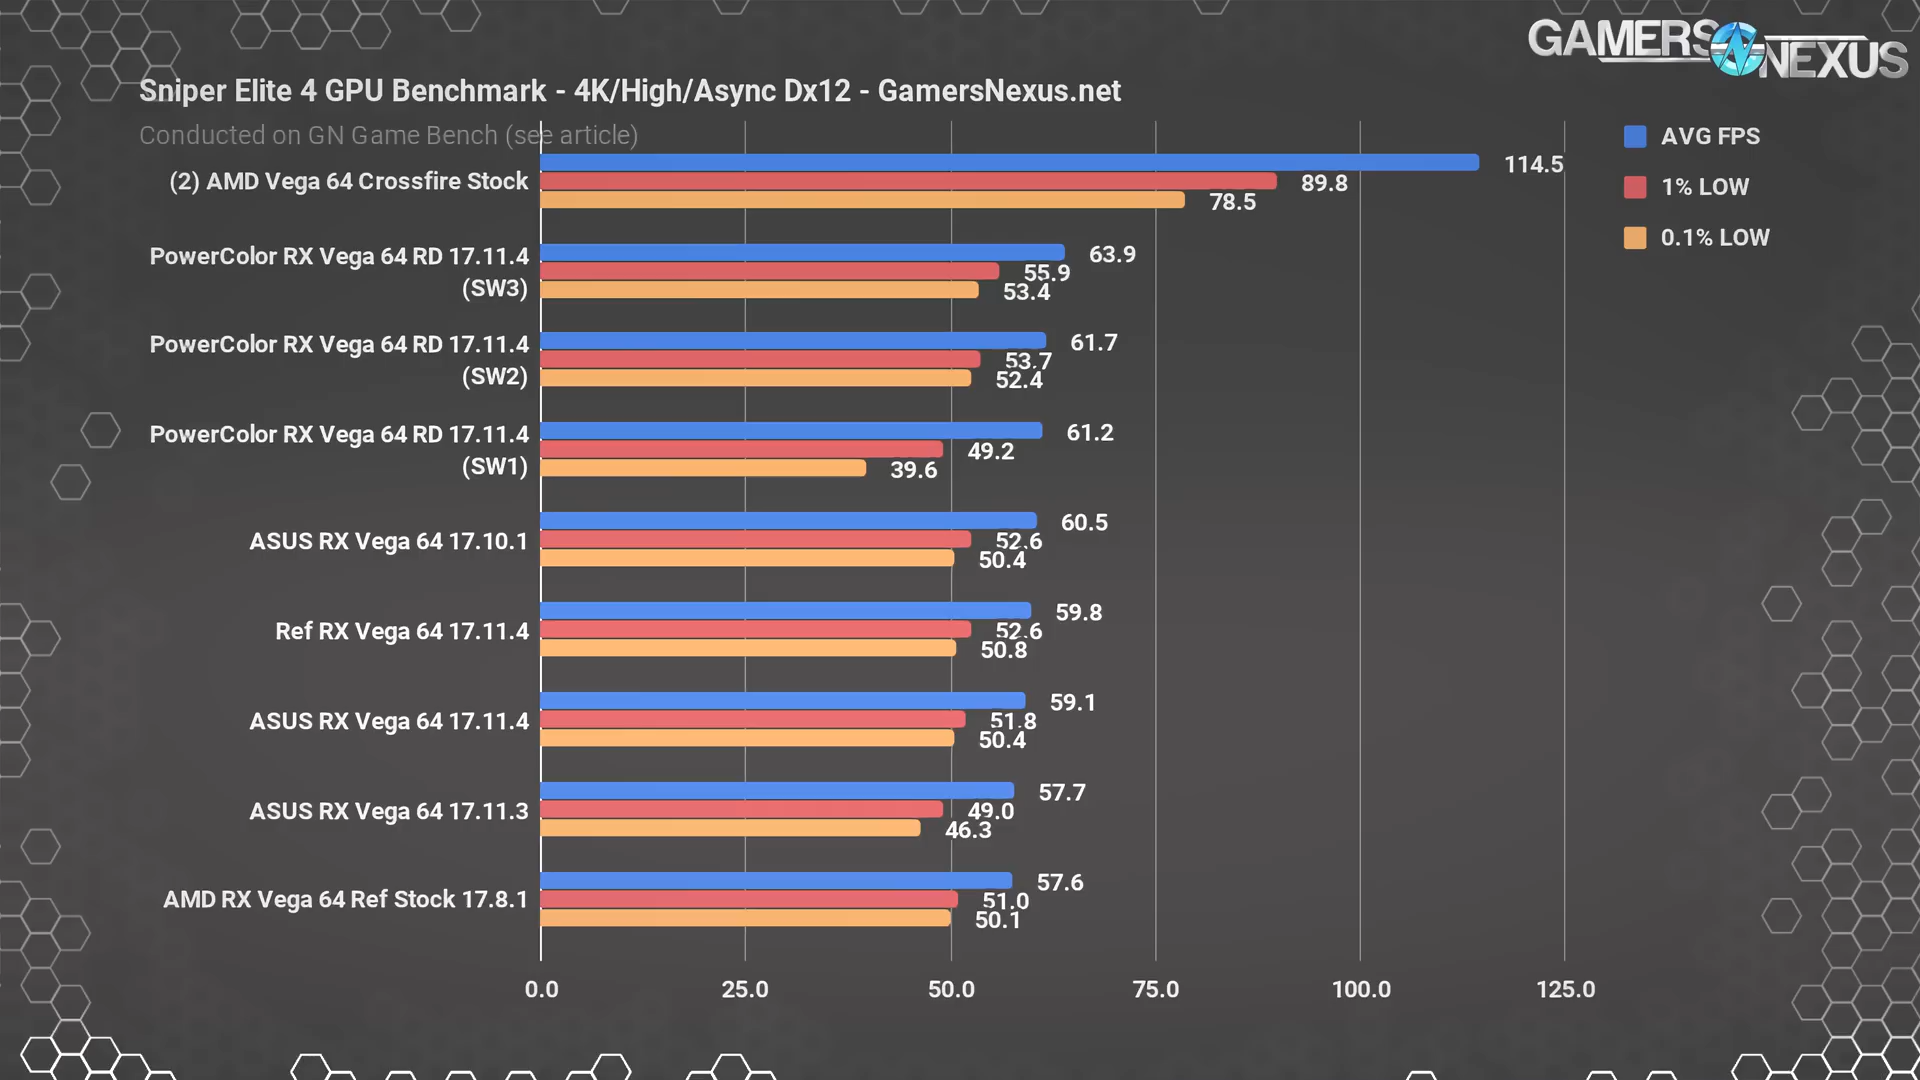 GAMERS NEXUS
Sniper Elite 4 GPU Benchmark - 4K/High/Async Dx12 - GamersNexus.net
Conducted on GN Game Bench (see article)
AVG FPS
1% LOW
0.1% LOW
(2) AMD Vega 64 Crossfire Stock
114.5
89.8
78.5
PowerColor RX Vega 64 RD 17.11.4
(SW3)
63.9
55.9
53.4
PowerColor RX Vega 64 RD 17.11.4
(SW2)
61.7
53.7
52.4
PowerColor RX Vega 64 RD 17.11.4
(SW1)
61.2
49.2
39.6
ASUS RX Vega 64 17.10.1
60.5
52.6
50.4
Ref RX Vega 64 17.11.4
59.8
52.6
50.8
ASUS RX Vega 64 17.11.4
59.1
51.8
50.4
ASUS RX Vega 64 17.11.3
57.7
49.0
46.3
AMD RX Vega 64 Ref Stock 17.8.1
57.6
51.0
50.1
0.0 25.0 50.0 75.0 100.0 125.0